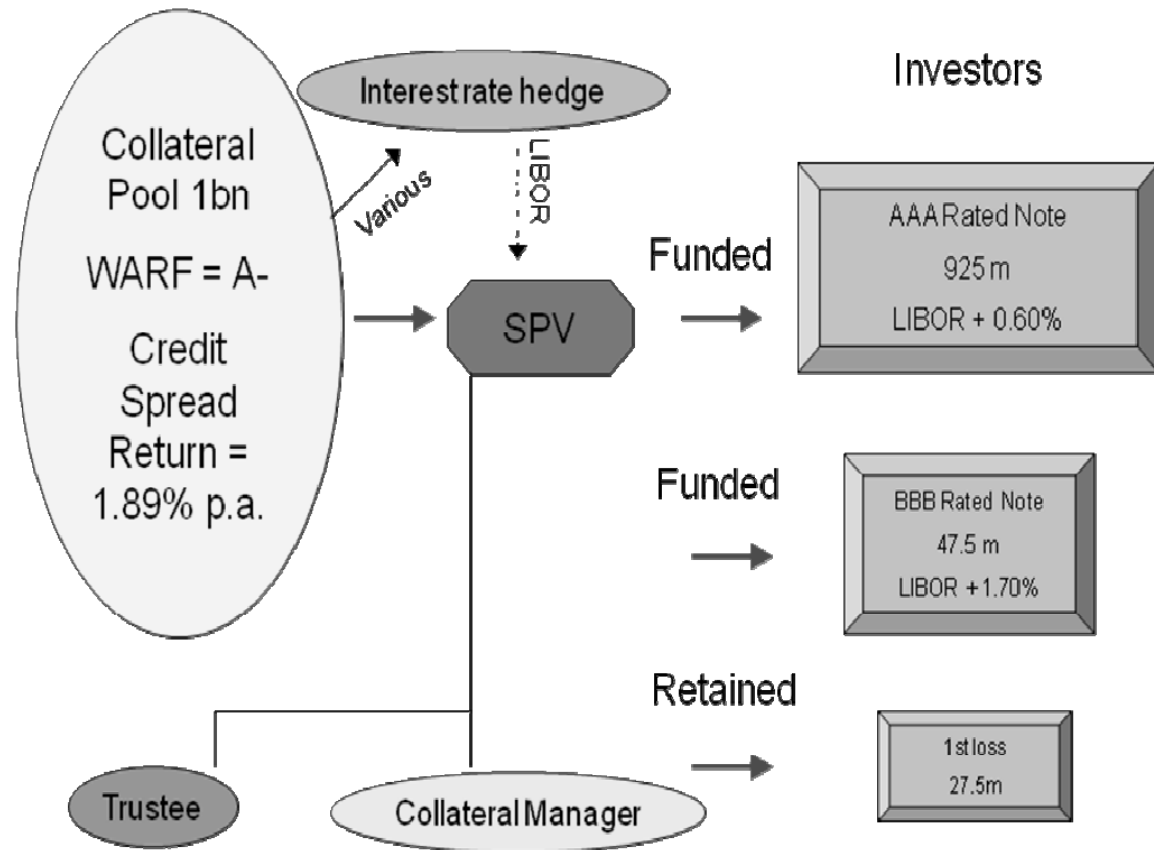 Collateral
Pool 1bn
WARF = A-
Credit
Spread
Return =
1.89% p.a.
Interest rate hedge
Various
LIBOR
SPV
Investors
Funded
AAA Rated Note
925 m
LIBOR + 0.60%
Funded
BBB Rated Note
47.5 m
LIBOR + 1.70%
Retained
1st loss
27.5m
Trustee
Collateral Manager